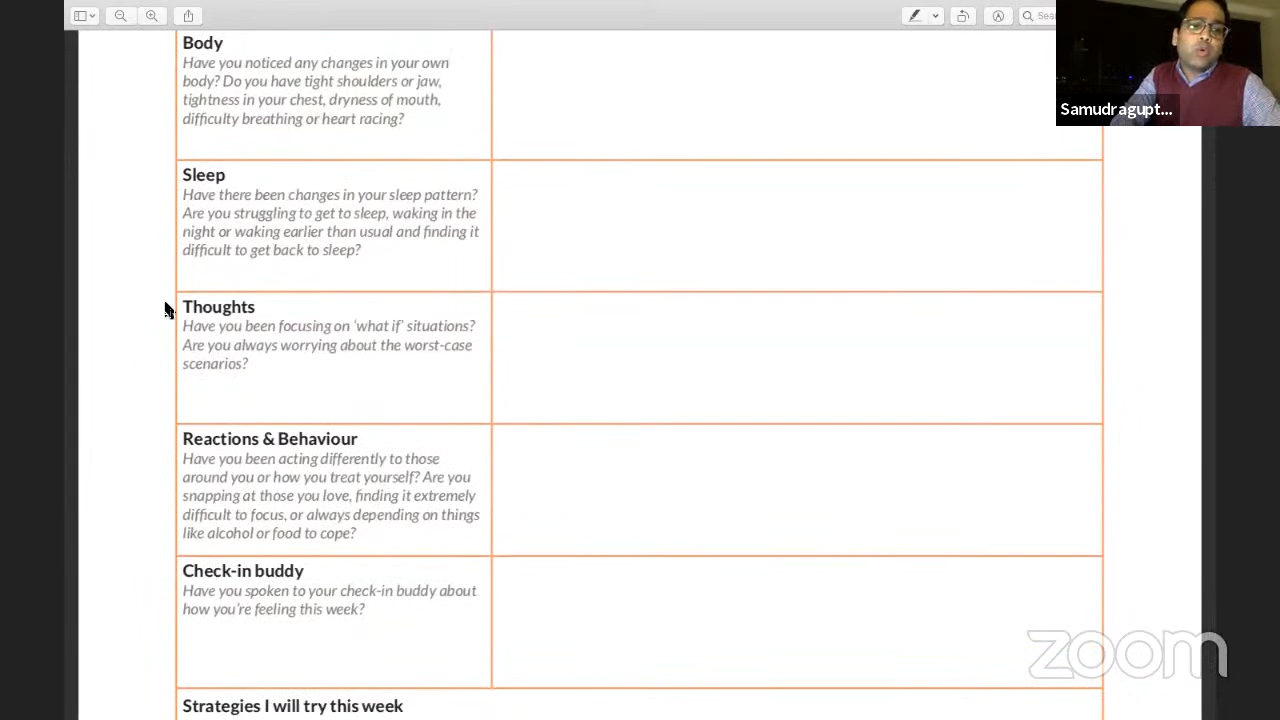 Body
Have you noticed any changes in your own
body? Do you have tight shoulders or jaw,
tightness in your chest, dryness of mouth,
difficulty breathing or heart racing?
Sleep
Have there been changes in your sleep pattern?
Are you struggling to get to sleep, waking in the
night or waking earlier than usual and finding it
difficult to get back to sleep?
Thoughts
Have you been focusing on ‘what if’ situations?
Are you always worrying about the worst-case
scenarios?
Reactions & Behaviour
Have you been acting differently to those
around you or how you treat yourself? Are you
snapping at those you love, finding it extremely
difficult to focus, or always depending on things
like alcohol or food to cope?
Check-in buddy
Have you spoken to your check-in buddy about
how you’re feeling this week?
Strategies I will try this week
Sea
Samudragupt...
zoom